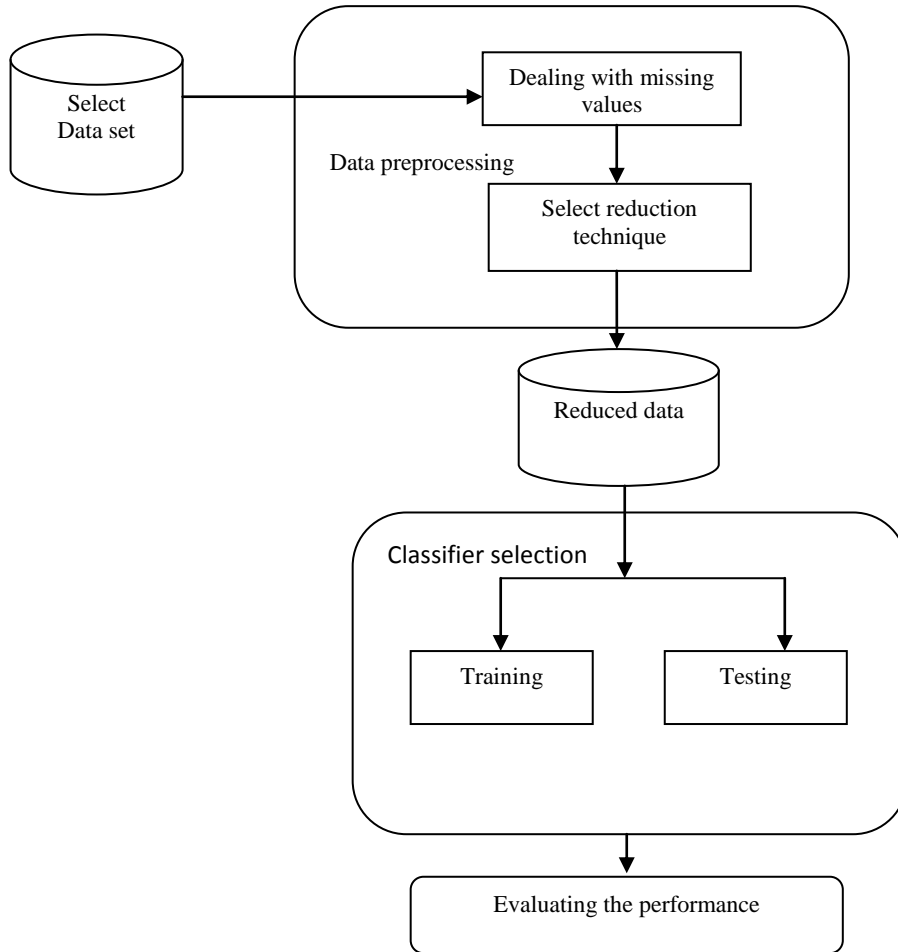 Select
Data set
Dealing with missing
values
Data preprocessing
Select reduction
technique
Reduced data
Classifier selection
Training
Testing
Evaluating the performance